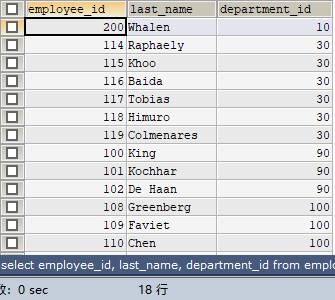 employee_id last_name department_id
200 Whalen 10
114 Raphaely 30
115 Khoo 30
116 Baida 30
117 Tobias 30
118 Himuro 30
119 Colmenares 30
100 King 90
101 Kochhar 90
102 De Haan 90
108 Greenberg 100
109 Faviet 100
110 Chen 100
select employee_id, last_name, department_id from emplo
数: 0 sec 18 行